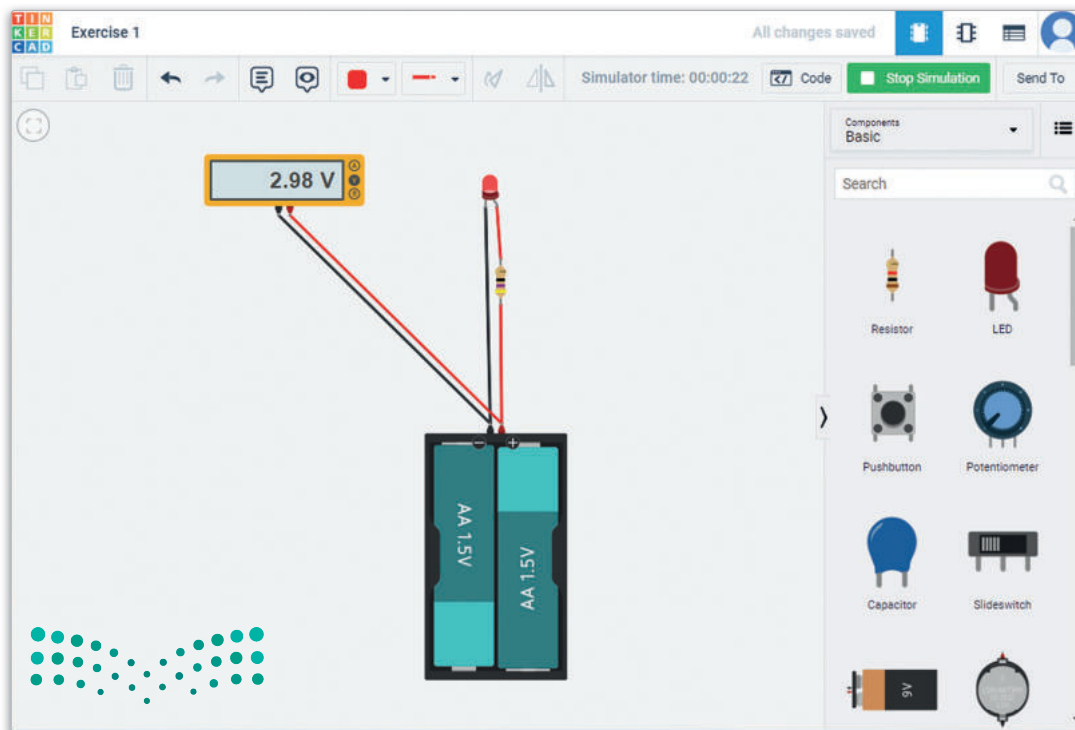 TIN
KER
CAD
Exercise 1
All changes saved
Simulator time: 00:00:22
Code
Stop Simulation
Send To
Components
Basic
Search
2.98 V
A
V
R
Resistor
LED
Pushbutton
Potentiometer
Capacitor
Slideswitch
AA 1.5V
AA 1.5V
9V